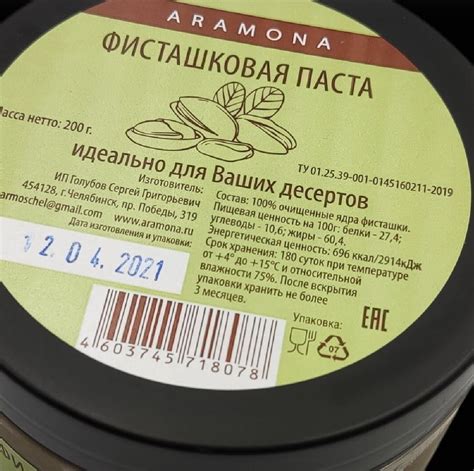 ARAMONA
ФИСТАШКОВАЯ ПАСТА
Масса нетто: 200 г.
идеально для Ваших десертов
ТУ 01.25.39-001-0145160211-2019
Изготовитель:
ИП Голубов Сергей Григорьевич
454128, г.Челябинск, пр. Победы, 319
armoschel@gmail.com www.aramona.ru
Дата изготовления и упаковки:
12.04.2021
Состав: 100% очищенные ядра фисташки.
Пищевая ценность на 100г: белки - 27,4;
углеводы - 10,6; жиры - 60,4.
Энергетическая ценность: 696 ккал/2914кДж
Срок хранения: 180 суток при температуре
от +4° до +15°С и относительной
влажности 75%. После вскрытия
упаковки хранить не более
3 месяцев.
Упаковка:
07
EAC
4603745718078